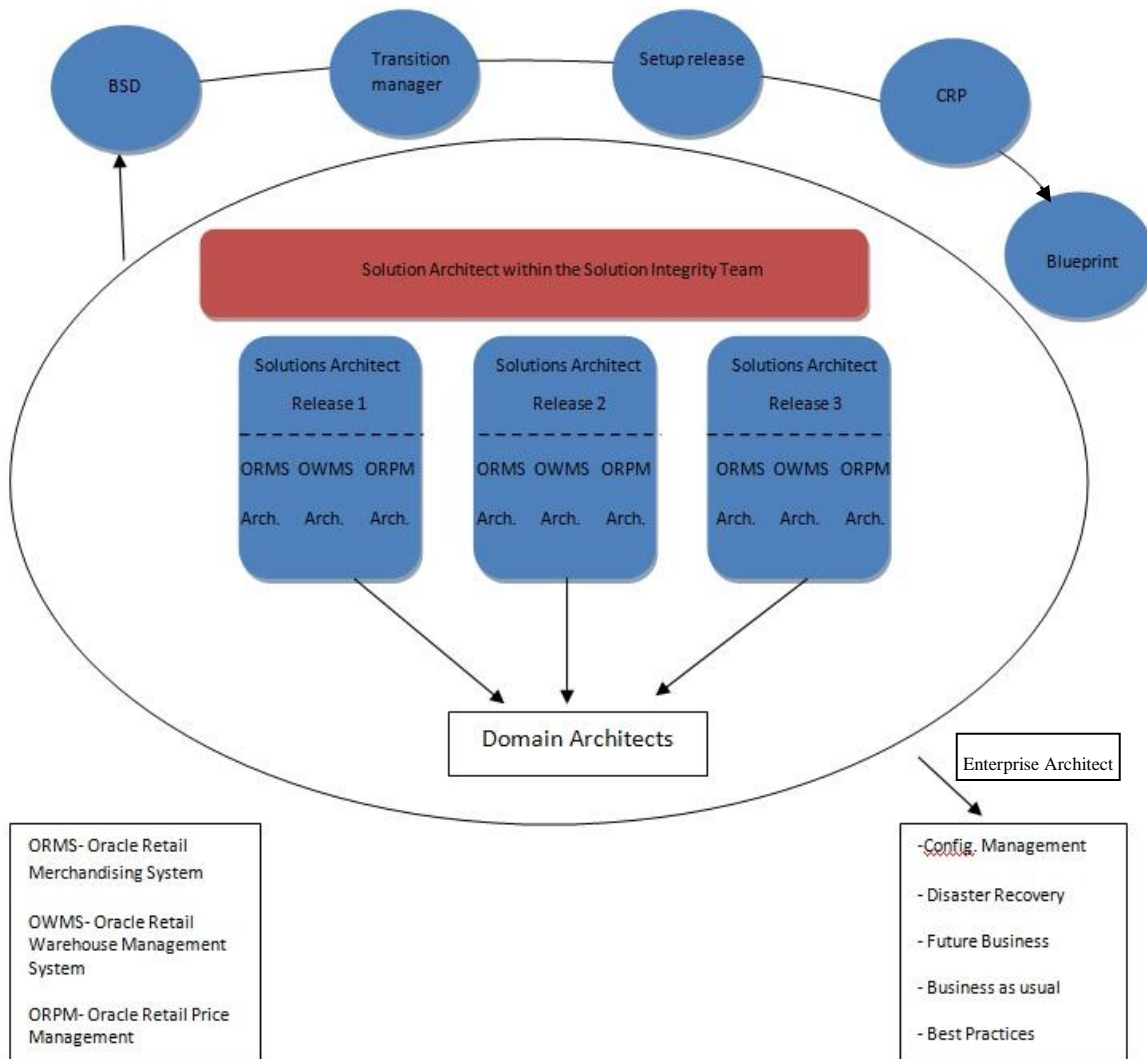 BSD
Transition
manager
Setup release
CRP
Blueprint
Solution Architect within the Solution Integrity Team
Solutions Architect
Release 1
ORMS OWMS ORPM
Arch. Arch. Arch.
Solutions Architect
Release 2
ORMS OWMS ORPM
Arch. Arch. Arch.
Solutions Architect
Release 3
ORMS OWMS ORPM
Arch. Arch. Arch.
Domain Architects
Enterprise Architect
ORMS- Oracle Retail
Merchandising System
OWMS- Oracle Retail
Warehouse Management
System
ORPM- Oracle Retail Price
Management
-Config. Management
- Disaster Recovery
- Future Business
- Business as usual
- Best Practices